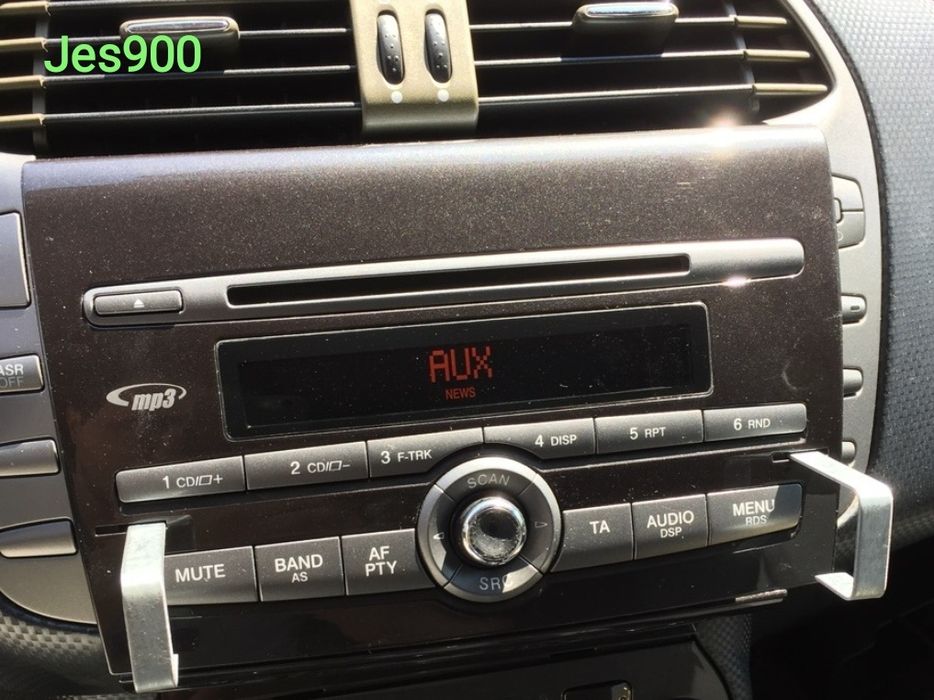 Jes900
ASR
OFF
AUX
NEWS
mp3
1 CD/▱+
2 CD/▱-
3 F-TRK
4 DISP
5 RPT
6 RND
SCAN
MUTE
BAND
AS
AF
PTY
SRC
TA
AUDIO
DSP
MENU
RDS